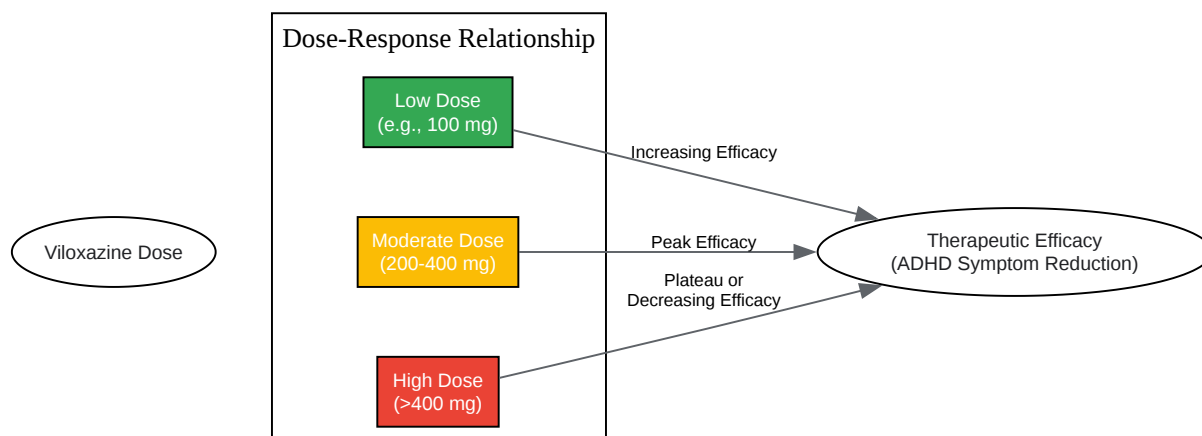 Dose-Response Relationship
Low Dose
(e.g., 100 mg)
Increasing Efficacy
Viloxazine Dose
Moderate Dose
(200-400 mg)
Peak Efficacy
Therapeutic Efficacy
(ADHD Symptom Reduction)
Plateau or
Decreasing Efficacy
High Dose
(>400 mg)